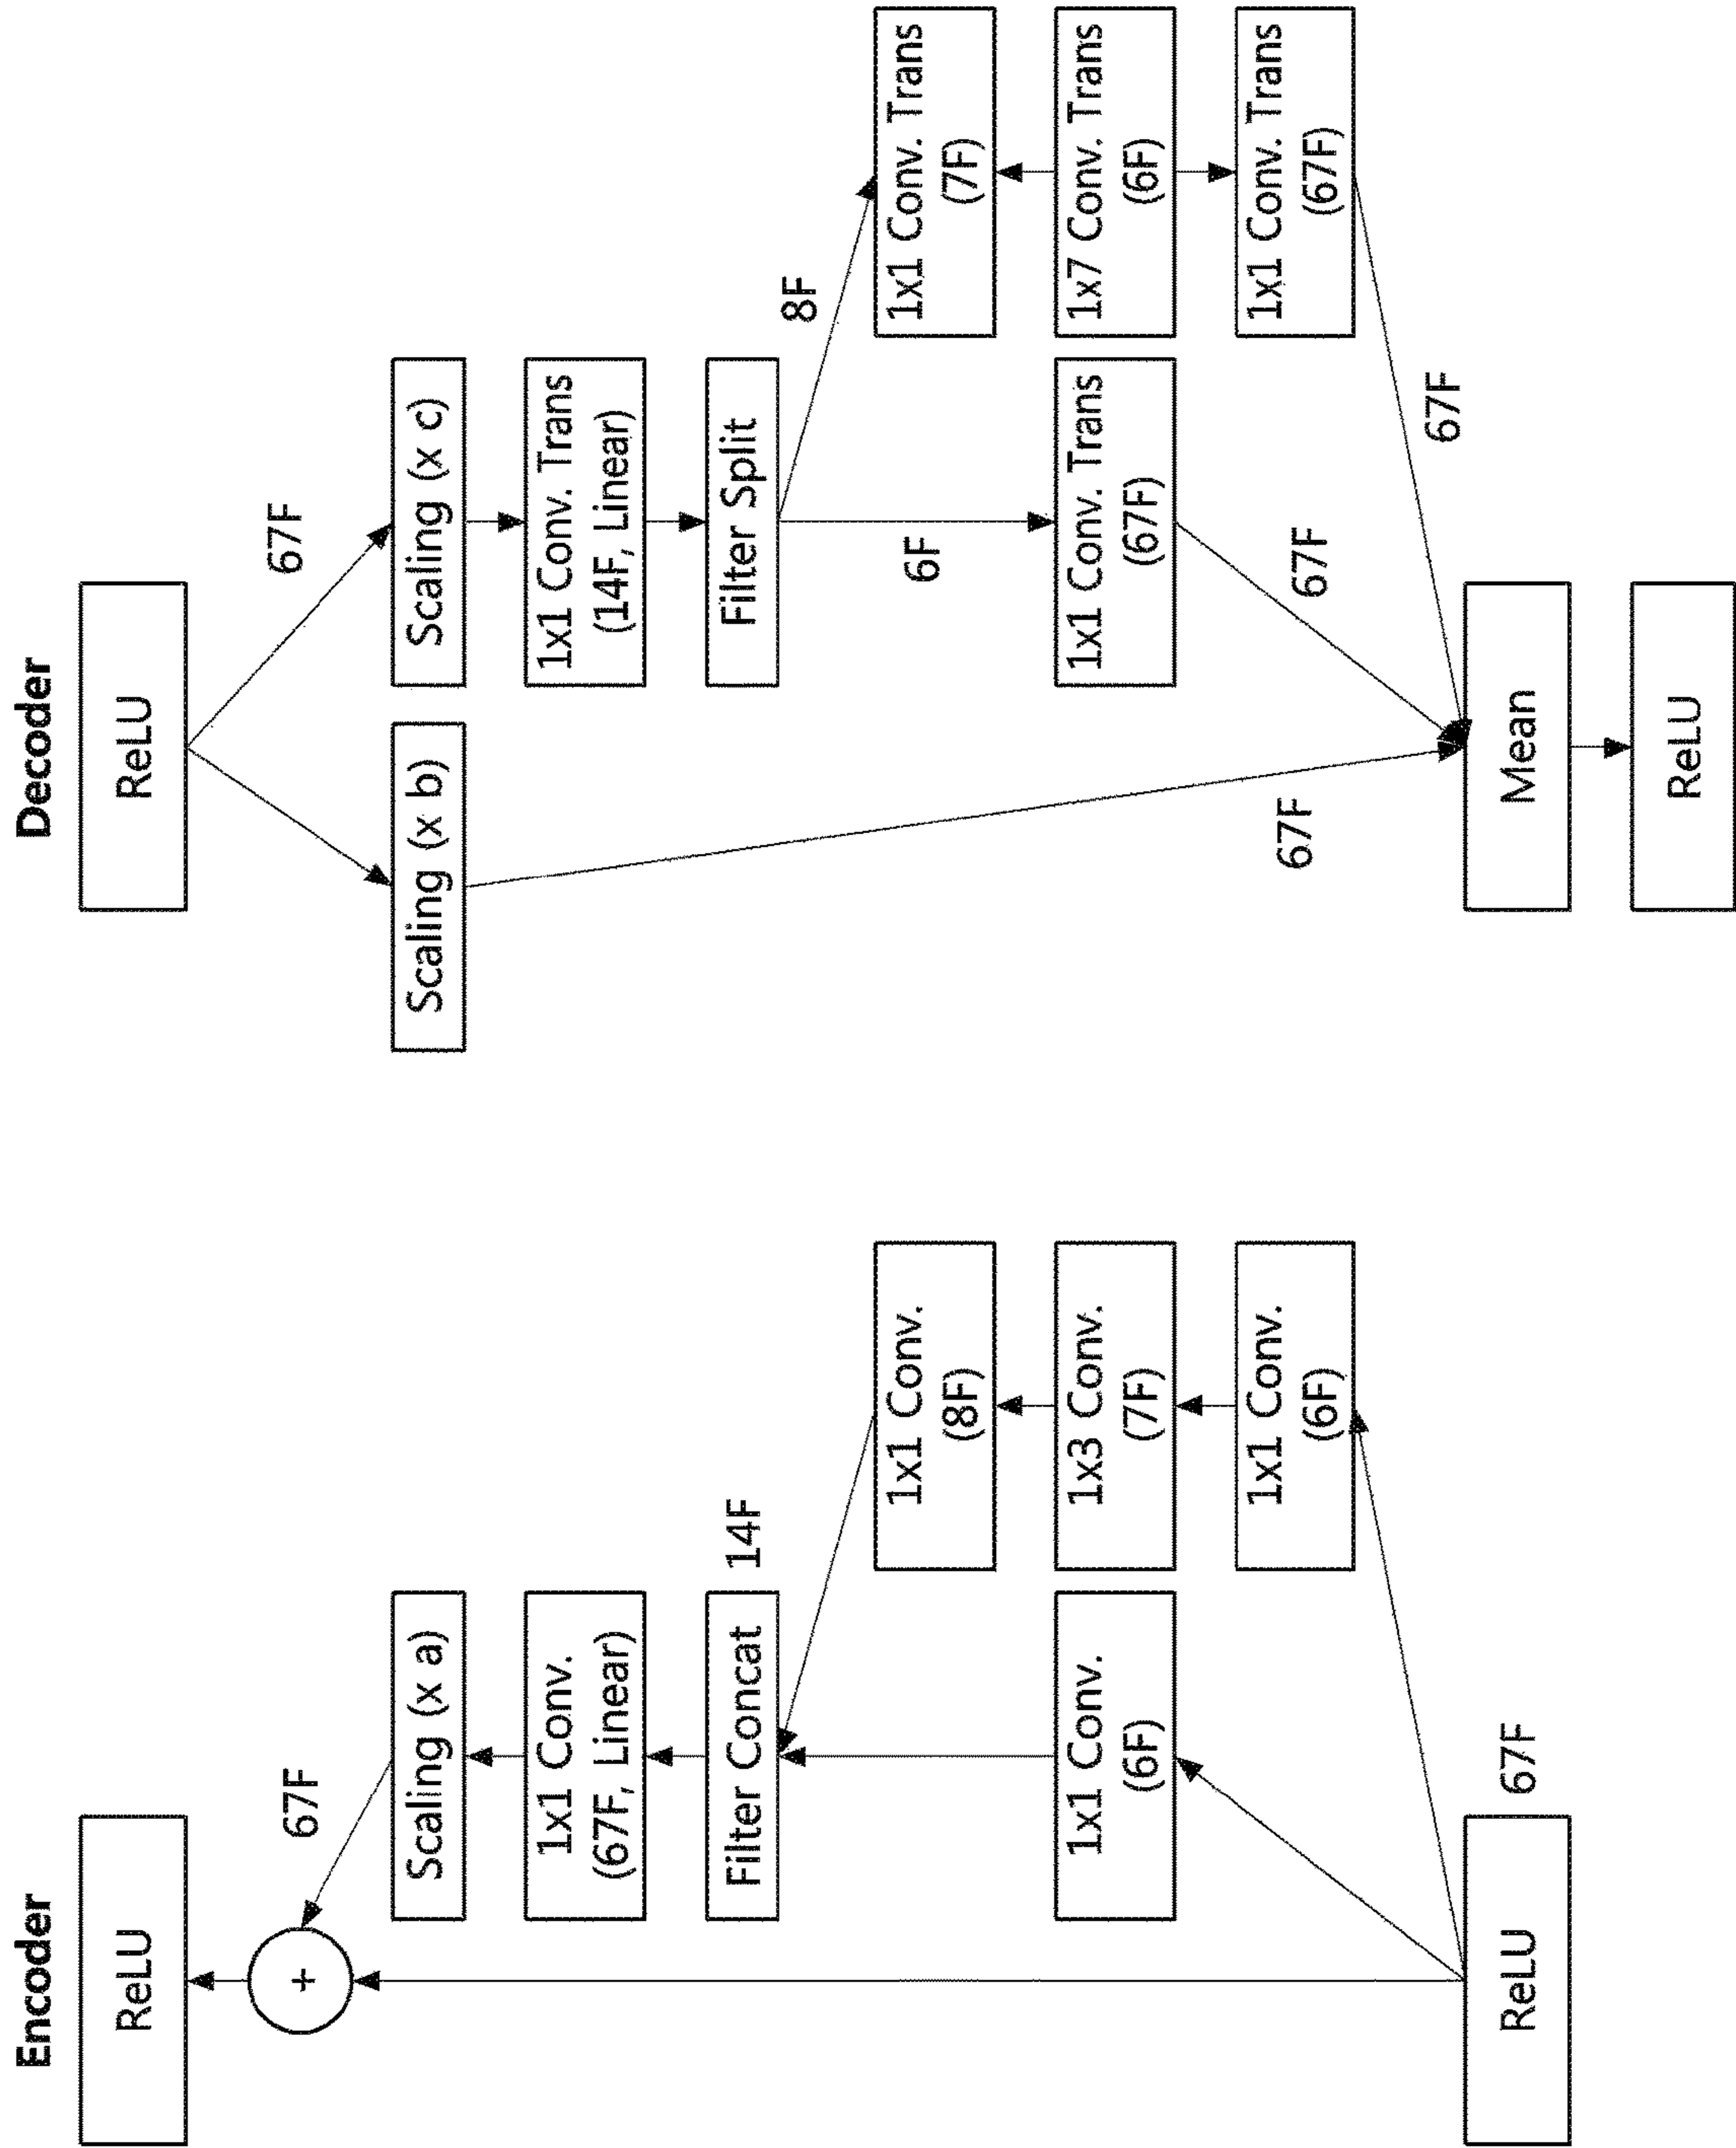 Encoder
ReLU
+
67F
Scaling (x a)
1x1 Conv.
(67F, Linear)
Filter Concat
14F
1x1 Conv.
(8F)
1x1 Conv.
(6F)
1x3 Conv.
(7F)
1x1 Conv.
(6F)
ReLU
67F
Decoder
ReLU
67F
Scaling (x b)
Scaling (x c)
1x1 Conv. Trans
(14F, Linear)
Filter Split
8F
6F
1x1 Conv. Trans
(7F)
1x1 Conv. Trans
(67F)
1x7 Conv. Trans
(6F)
1x1 Conv. Trans
(67F)
67F
67F
67F
Mean
ReLU